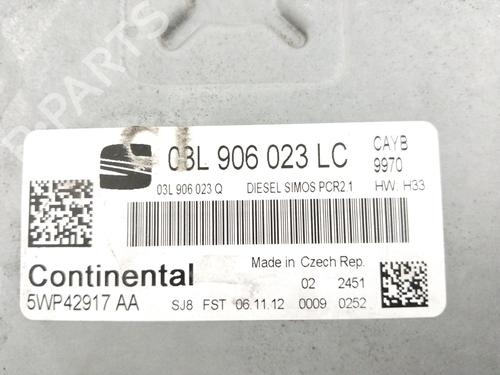 B-PARTS
03L 906 023 LC
CAYB
9970
03L 906 023 Q DIESEL SIMOS PCR2.1 HW: H33
Continental
Made in Czech Rep.
02 2451
5WP42917 AA SJ8 FST 06.11.12 0009 0252